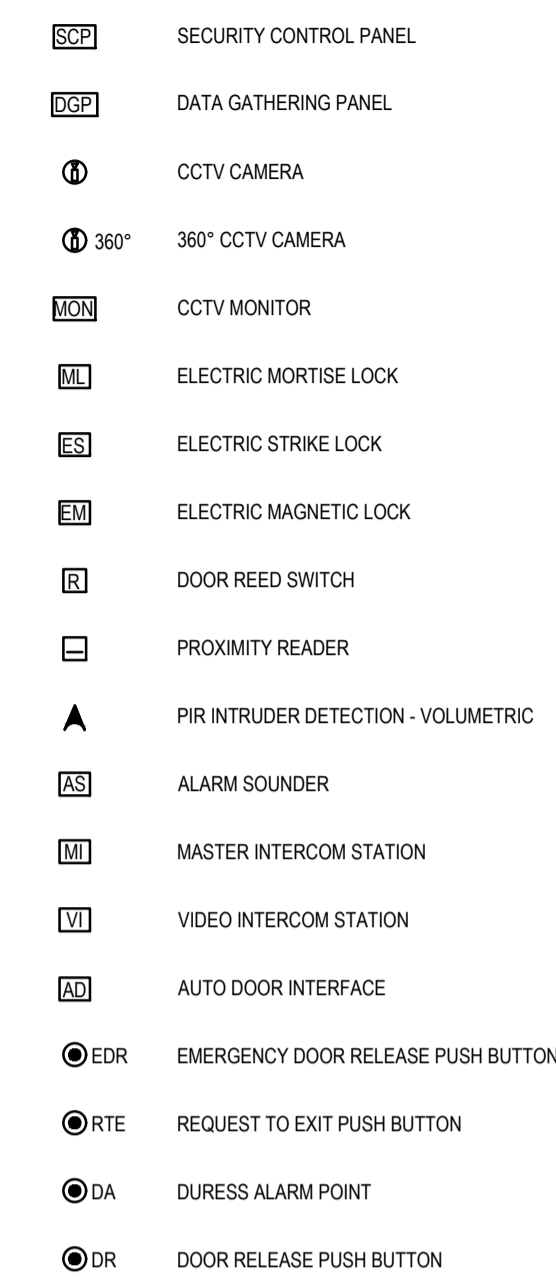 SCP SECURITY CONTROL PANEL
DGP DATA GATHERING PANEL
CCTV CAMERA
360° 360° CCTV CAMERA
MON CCTV MONITOR
ML ELECTRIC MORTISE LOCK
ES ELECTRIC STRIKE LOCK
EM ELECTRIC MAGNETIC LOCK
R DOOR REED SWITCH
PROXIMITY READER
PIR INTRUDER DETECTION - VOLUMETRIC
AS ALARM SOUNDER
MI MASTER INTERCOM STATION
VI VIDEO INTERCOM STATION
AD AUTO DOOR INTERFACE
EDR EMERGENCY DOOR RELEASE PUSH BUTTON
RTE REQUEST TO EXIT PUSH BUTTON
DA DURESS ALARM POINT
DR DOOR RELEASE PUSH BUTTON